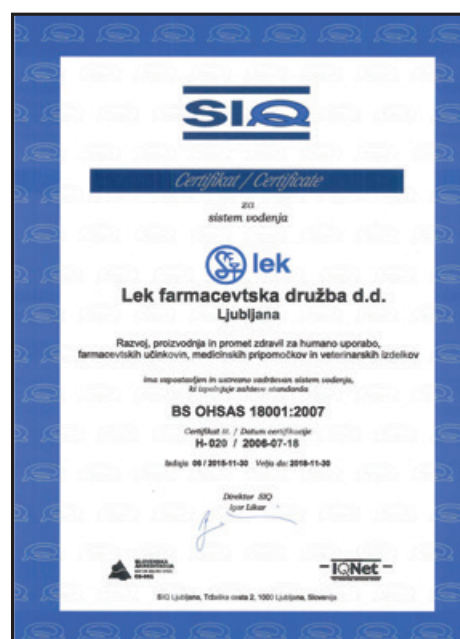 SIQ
Certifikat / Certificate
za
sistem vodenja
lek
Lek farmacevtska družba d.d.
Ljubljana
Razvoj, proizvodnja in promet zdravil za humano uporabo,
farmacevtskih učinkovin, medicinskih pripomočkov in veterinarskih izdelkov
ima vzpostavljen in ustrezno vzdrževan sistem vodenja,
ki izpolnjuje zahteve standarda
BS OHSAS 18001:2007
Certifikat št. / Datum certifikacije
H-020 / 2006-07-18
Izdaja 06 / 2015-11-30 Velja do: 2018-11-30
Direktor SIQ
Igor Likar
SLOVENSKA
AKREDITACIJA
IQNet
SIQ Ljubljana, Tržaška cesta 2, 1000 Ljubljana, Slovenija